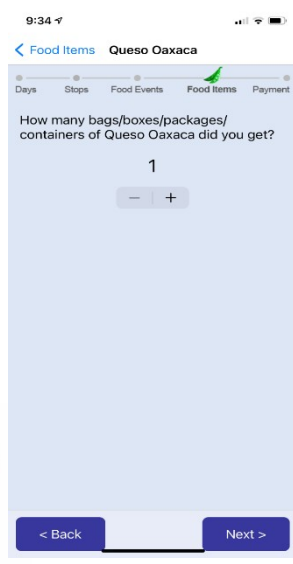 9:34
Food Items Queso Oaxaca
Days Stops Food Events Food Items Payment
How many bags/boxes/packages/
containers of Queso Oaxaca did you get?
1
− +
< Back Next >